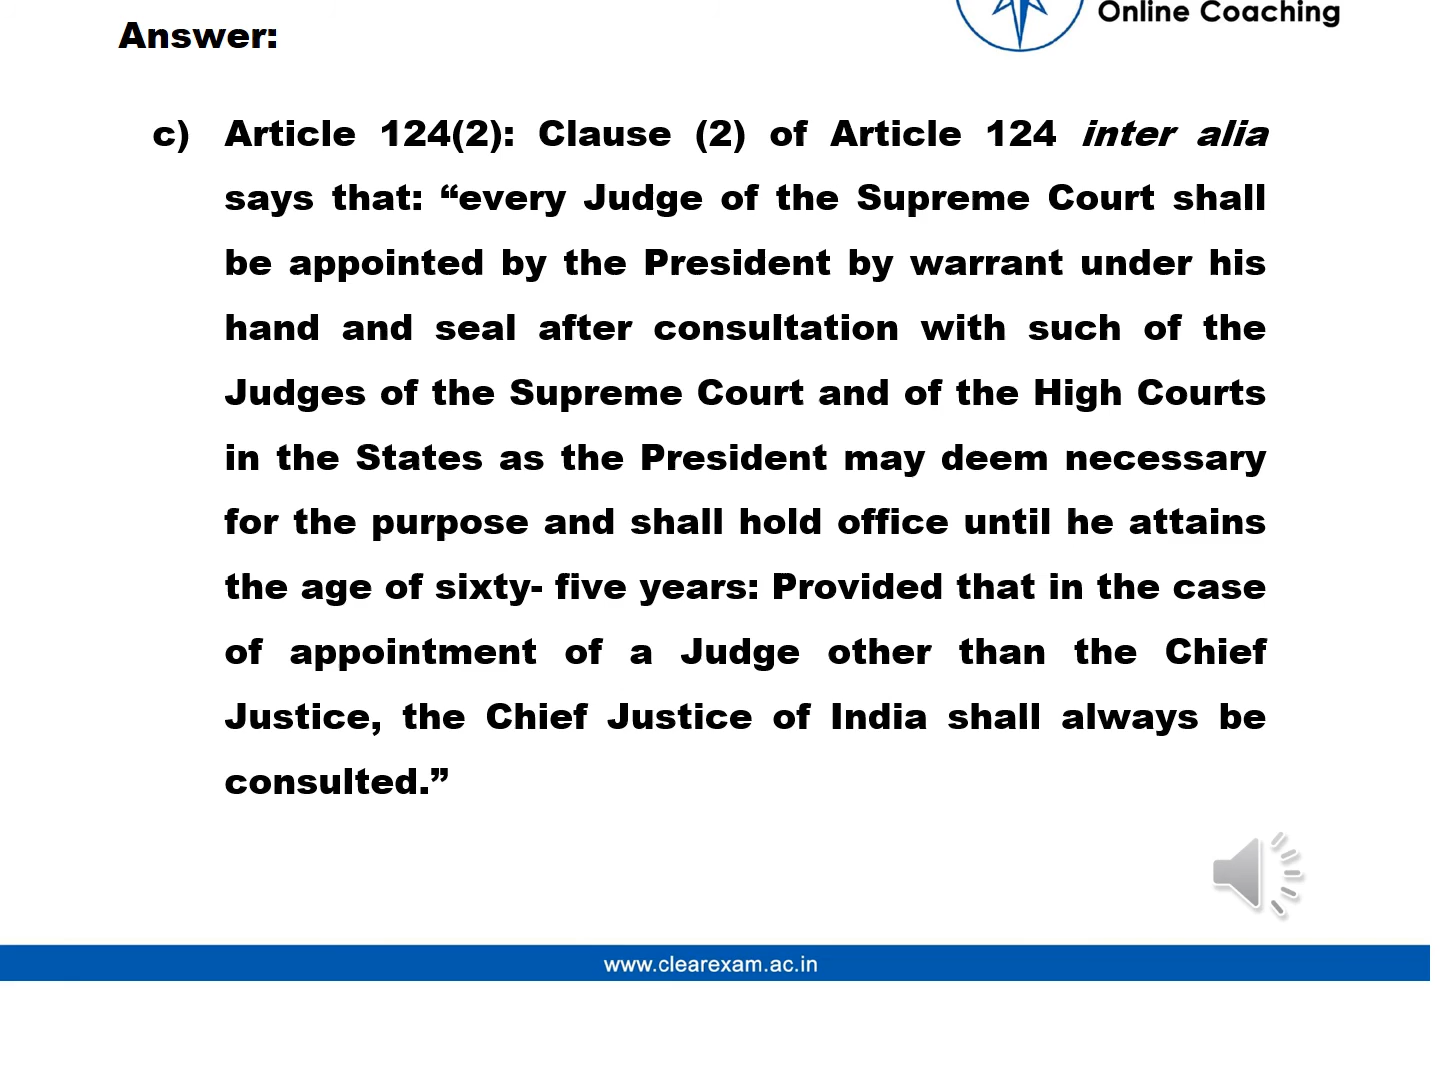 Online Coaching
Answer:
c) Article 124(2): Clause (2) of Article 124 inter alia
says that: “every Judge of the Supreme Court shall
be appointed by the President by warrant under his
hand and seal after consultation with such of the
Judges of the Supreme Court and of the High Courts
in the States as the President may deem necessary
for the purpose and shall hold office until he attains
the age of sixty- five years: Provided that in the case
of appointment of a Judge other than the Chief
Justice, the Chief Justice of India shall always be
consulted.”
www.clearexam.ac.in